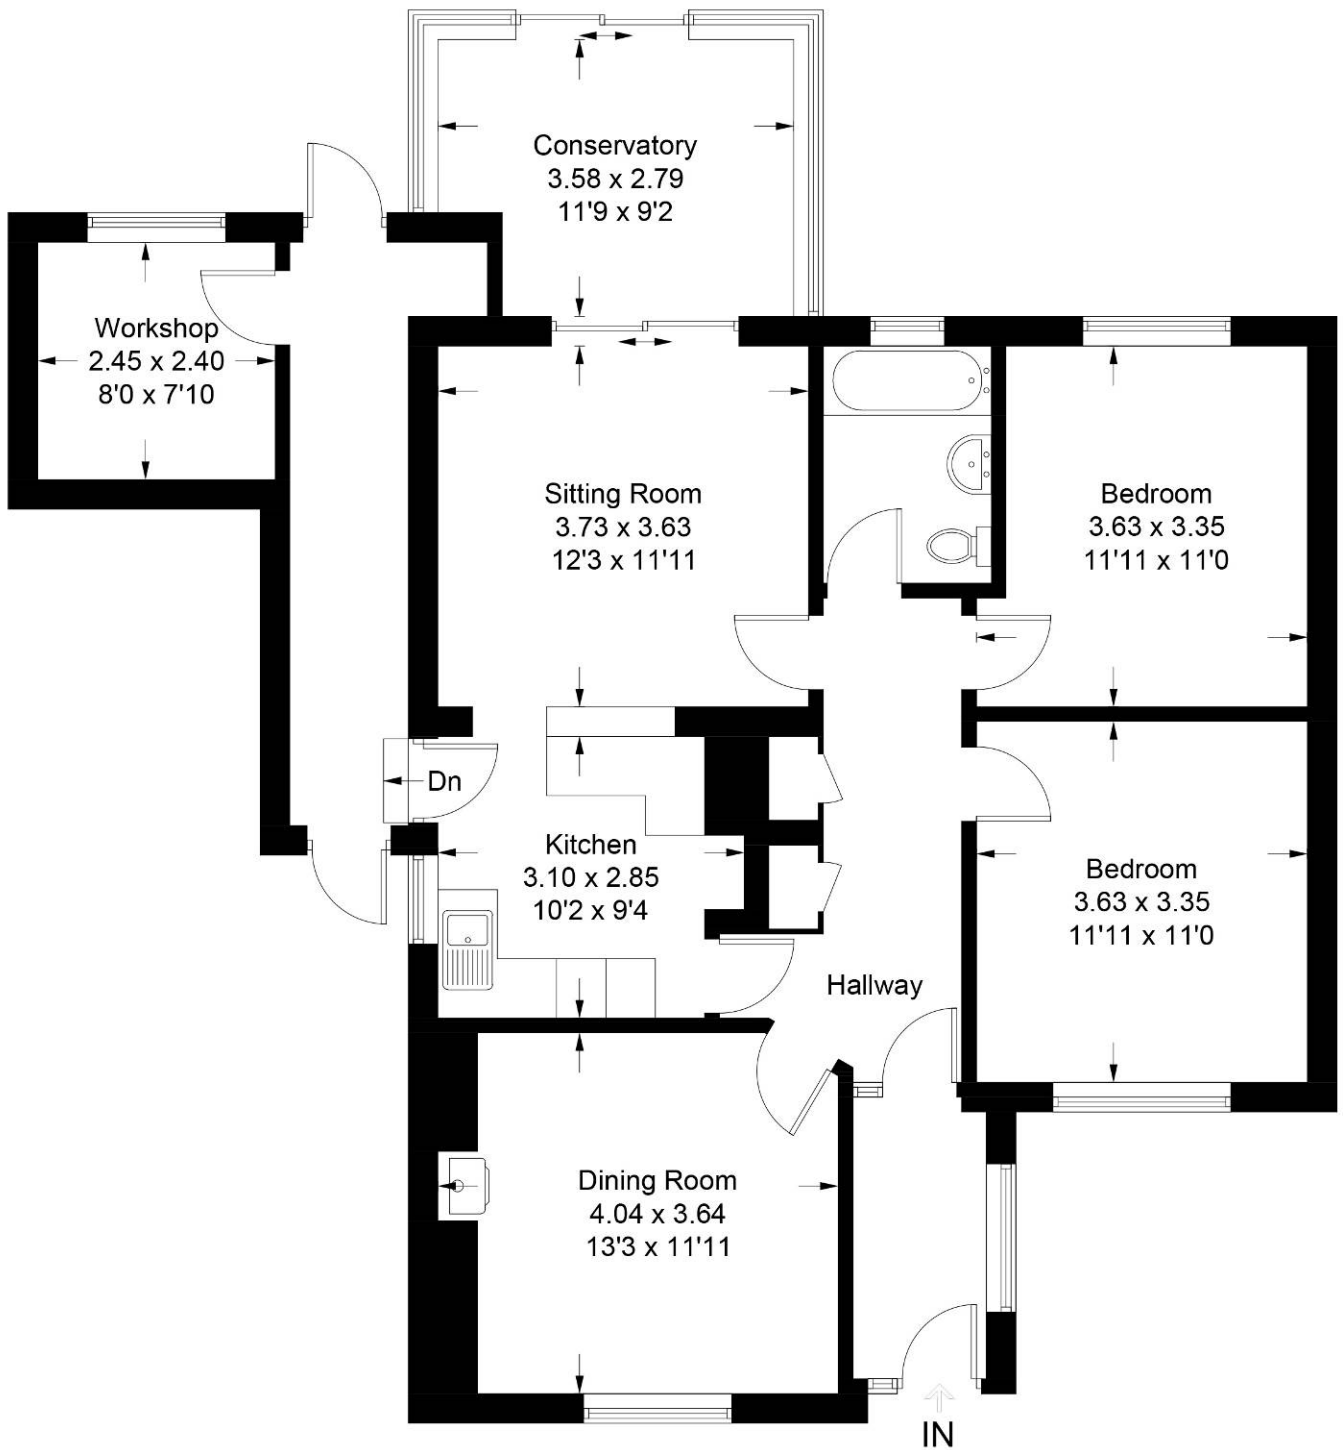 Conservatory
3.58 x 2.79
11'9 x 9'2
Workshop
2.45 x 2.40
8'0 x 7'10
Sitting Room
3.73 x 3.63
12'3 x 11'11
Bedroom
3.63 x 3.35
11'11 x 11'0
Dn
Kitchen
3.10 x 2.85
10'2 x 9'4
Bedroom
3.63 x 3.35
11'11 x 11'0
Hallway
Dining Room
4.04 x 3.64
13'3 x 11'11
IN